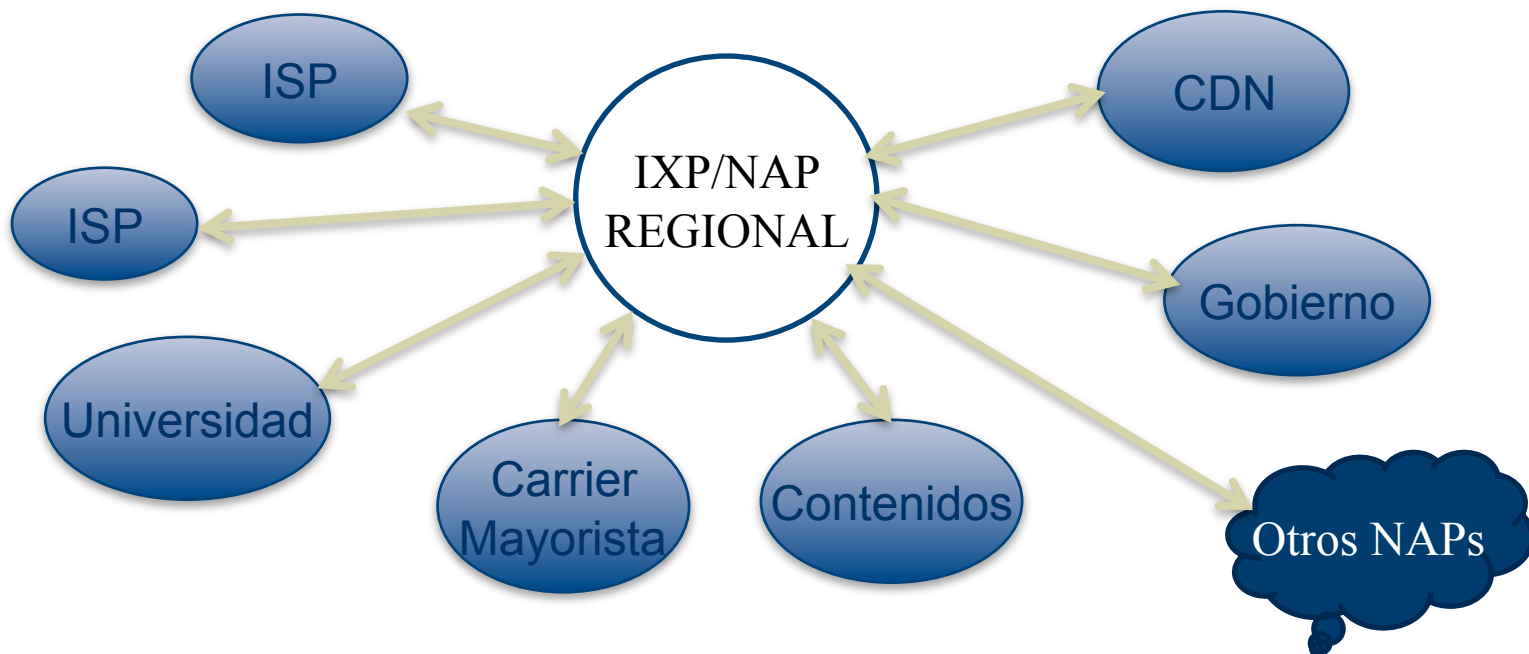 ISP
CDN
IXP/NAP
REGIONAL
ISP
Gobierno
Universidad
Carrier
Mayorista
Contenidos
Otros NAPs